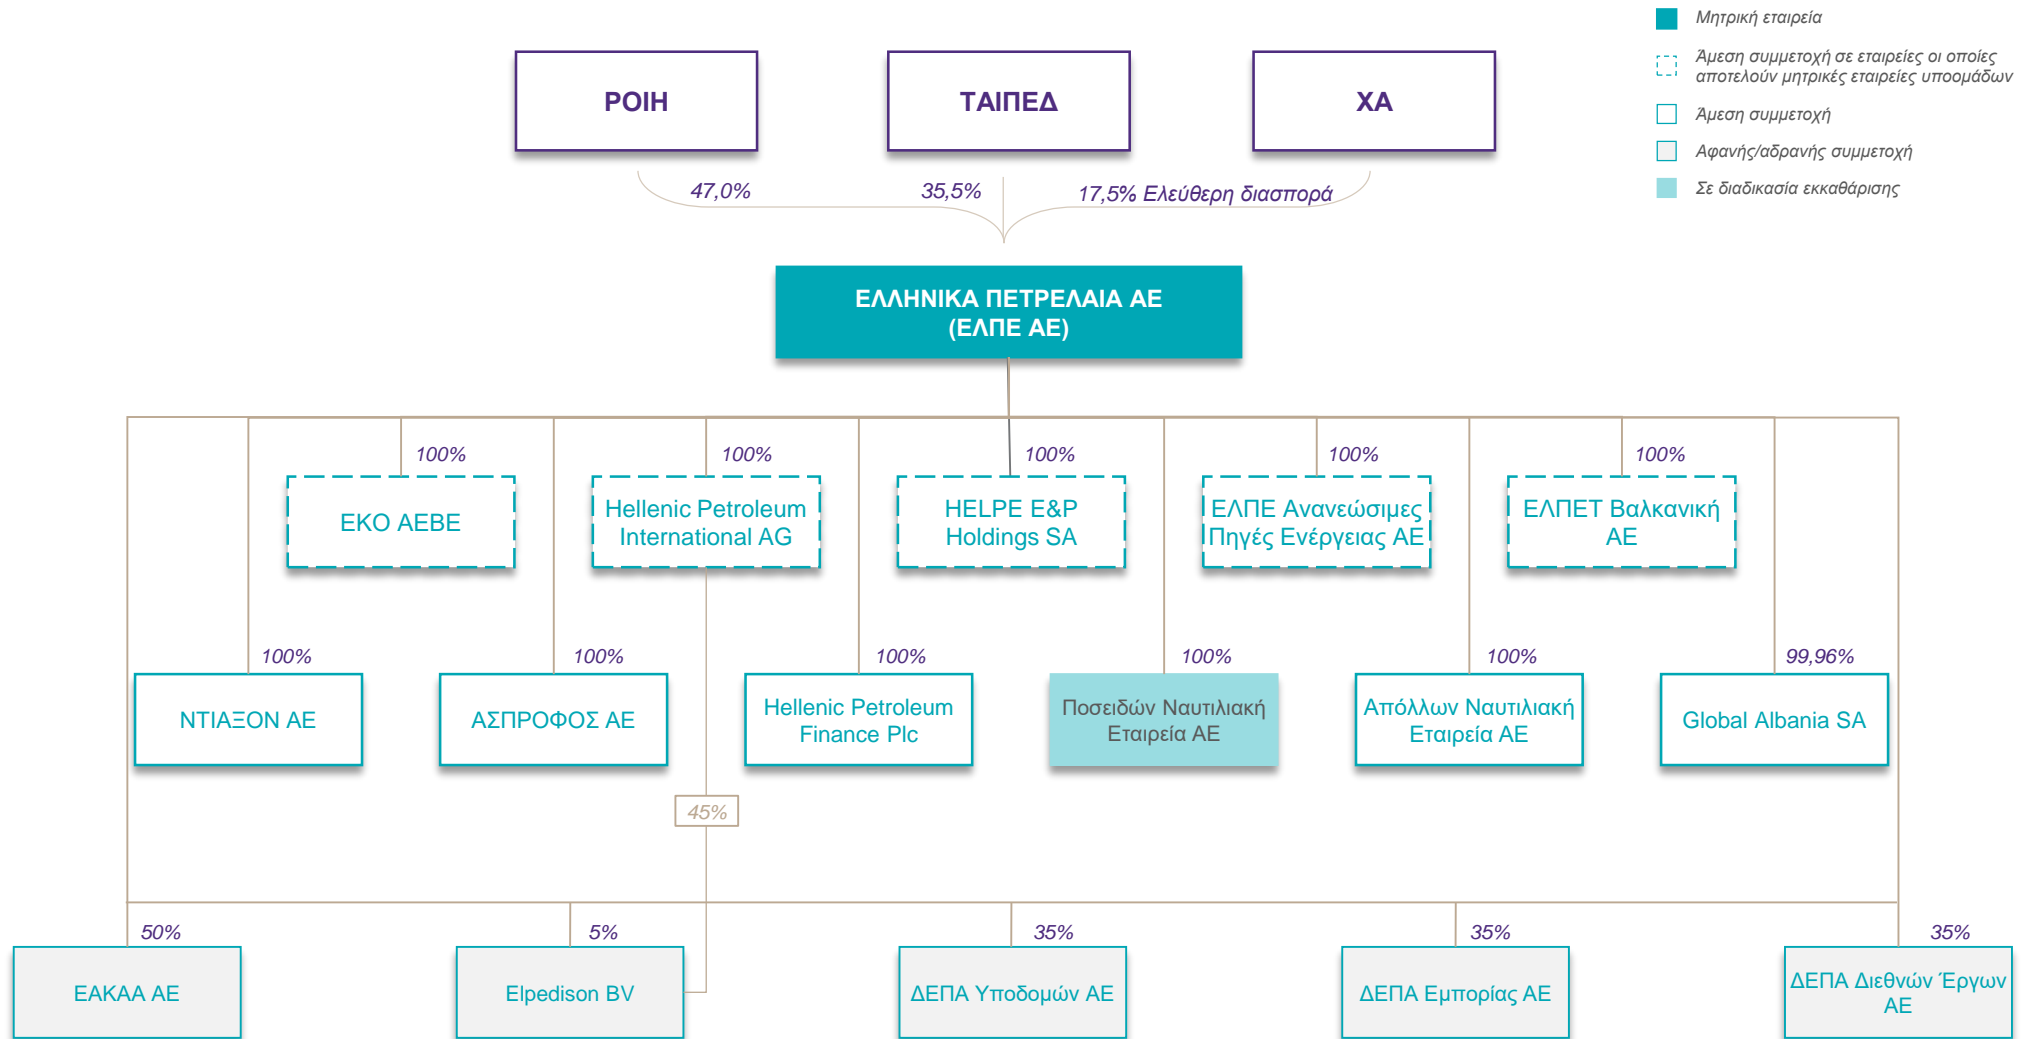 Μητρική εταιρεία
Άμεση συμμετοχή σε εταιρείες οι οποίες
αποτελούν μητρικές εταιρείες υποομάδων
Άμεση συμμετοχή
Αφανής/αδρανής συμμετοχή
Σε διαδικασία εκκαθάρισης
POIH
ΤΑΙΠΕΔ
ΧΑ
47,0%
35,5%
17,5% Ελεύθερη διασπορά
ΕΛΛΗΝΙΚΑ ΠΕΤΡΕΛΑΙΑ ΑΕ
(ΕΛΠΕ ΑΕ)
100%
100%
100%
100%
100%
ΕΚΟ ΑΕΒΕ
Hellenic Petroleum
International AG
HELPE E&P
Holdings SA
ΕΛΠΕ Ανανεώσιμες
Πηγές Ενέργειας ΑΕ
ΕΛΠΕΤ Βαλκανική
ΑΕ
100%
100%
100%
100%
100%
99,96%
ΝΤΙΑΞΟΝ ΑΕ
ΑΣΠΡΟΦΟΣ ΑΕ
Hellenic Petroleum
Finance Plc
Ποσειδών Ναυτιλιακή
Εταιρεία ΑΕ
Απόλλων Ναυτιλιακή
Εταιρεία ΑΕ
Global Albania SA
45%
50%
5%
35%
35%
35%
ΕΑΚΑΑ ΑΕ
Elpedison BV
ΔΕΠΑ Υποδομών ΑΕ
ΔΕΠΑ Εμπορίας ΑΕ
ΔΕΠΑ Διεθνών Έργων
ΑΕ